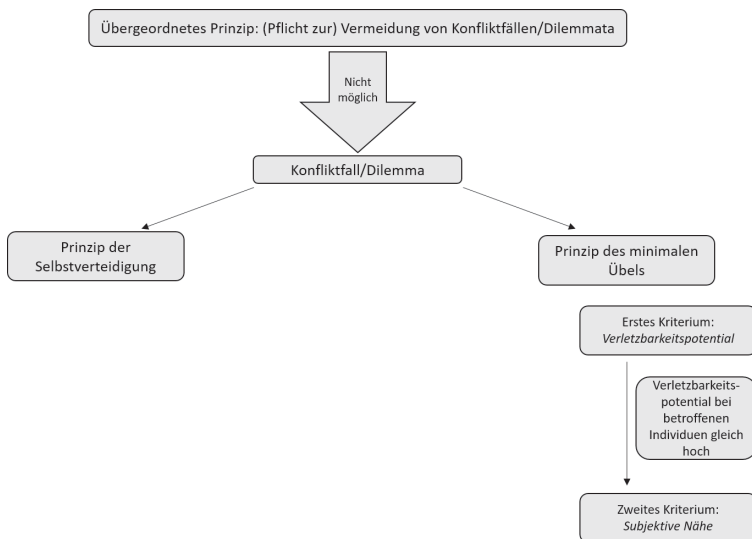 Übergeordnetes Prinzip: (Pflicht zur) Vermeidung von Konfliktfällen/Dilemmata
Nicht
möglich
Konfliktfall/Dilemma
Prinzip der
Selbstverteidigung
Prinzip des minimalen
Übels
Erstes Kriterium:
Verletzbarkeitspotential
Verletzbarkeits-
potential bei
betroffenen
Individuen gleich
hoch
Zweites Kriterium:
Subjektive Nähe